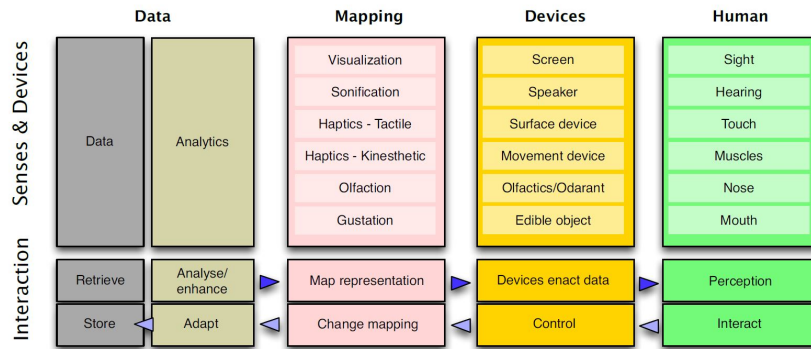 Data
Mapping
Devices
Human
Senses & Devices
Data
Analytics
Visualization
Sonification
Haptics - Tactile
Haptics - Kinesthetic
Olfaction
Gustation
Screen
Speaker
Surface device
Movement device
Olfactics/Odarant
Edible object
Sight
Hearing
Touch
Muscles
Nose
Mouth
Interaction
Retrieve
Analyse/
enhance
Map representation
Devices enact data
Perception
Store
Adapt
Change mapping
Control
Interact